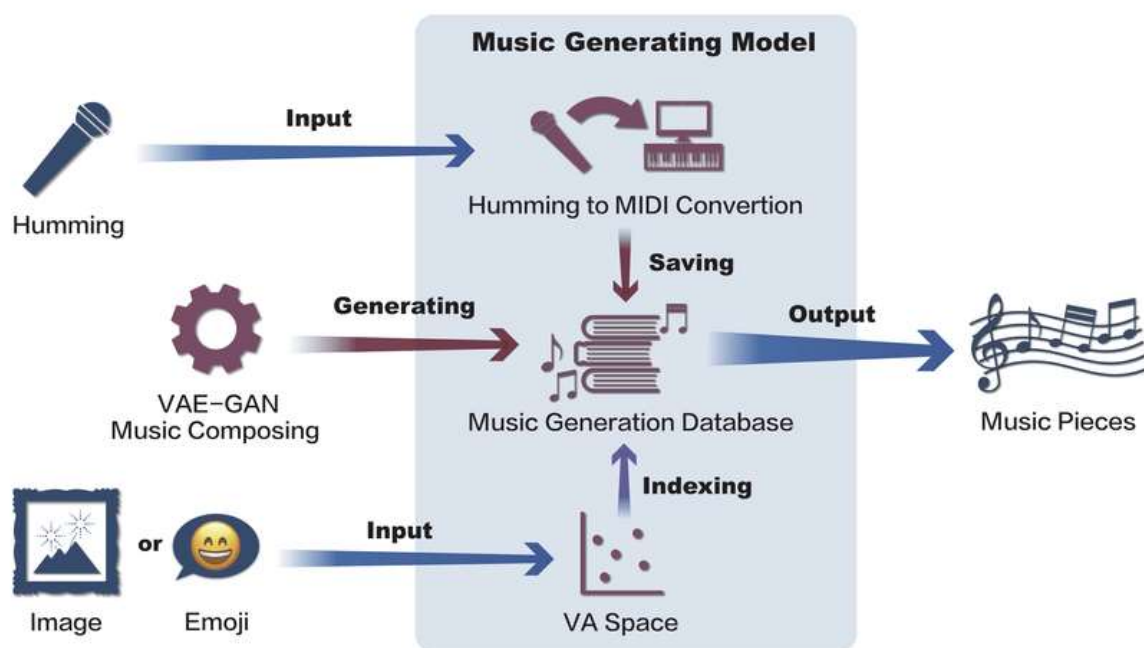 Music Generating Model
Input
Humming
Humming to MIDI Convertion
Saving
Generating
Output
VAE-GAN
Music Composing
Music Generation Database
Music Pieces
Indexing
or
Input
Image
Emoji
VA Space